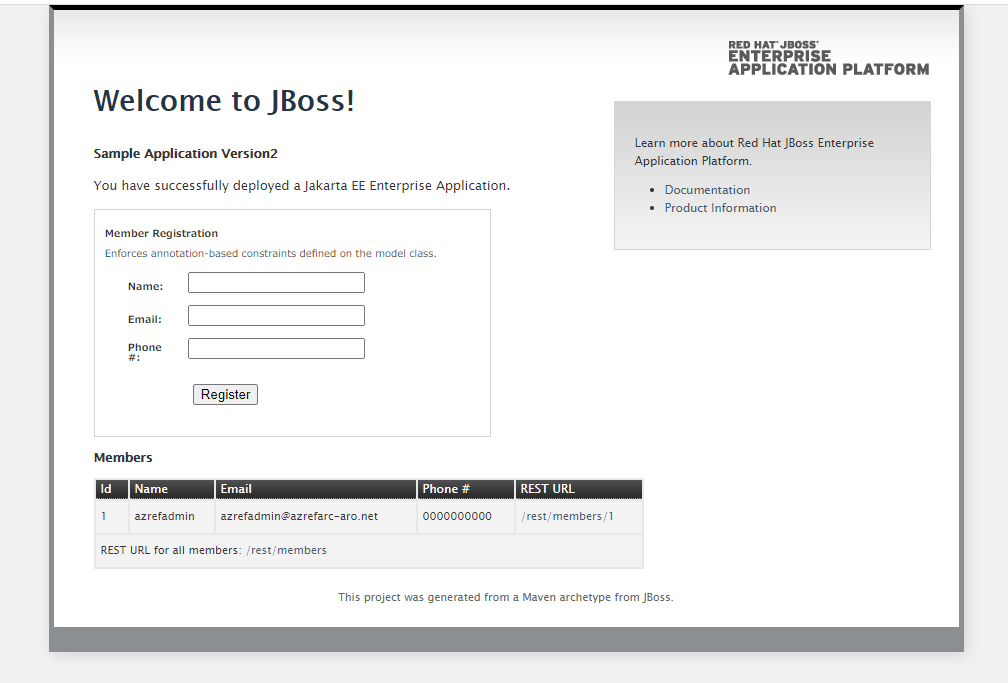 RED HAT® JBOSS®
ENTERPRISE
APPLICATION PLATFORM
Welcome to JBoss!
Sample Application Version2
You have successfully deployed a Jakarta EE Enterprise Application.
Learn more about Red Hat JBoss Enterprise
Application Platform.
• Documentation
• Product Information
Member Registration
Enforces annotation-based constraints defined on the model class.
Name:
Email:
Phone
#:
Register
Members
Id Name Email Phone # REST URL
1 azrefadmin azrefadmin@azrefarc-aro.net 0000000000 /rest/members/1
REST URL for all members: /rest/members
This project was generated from a Maven archetype from JBoss.